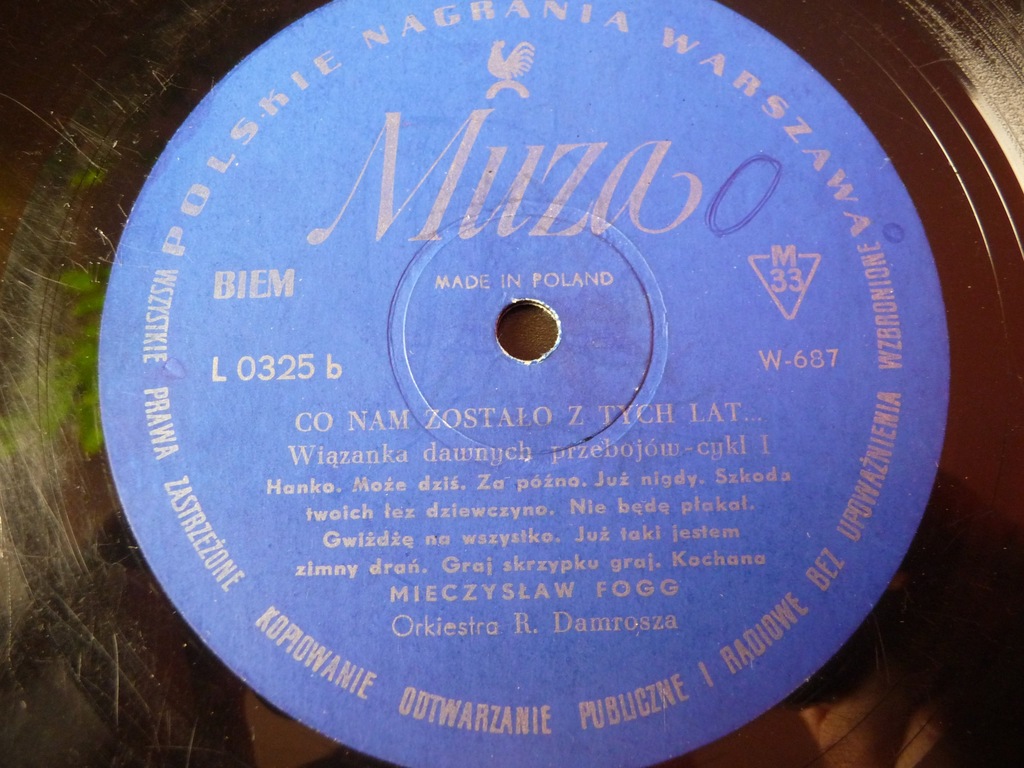 POLSKIE NAGRANIA WARSZAWA
Muza
MADE IN POLAND
BIEM
M
33
L 0325 b
W-687
CO NAM ZOSTAŁO Z TYCH LAT...
Wiązanka dawnych przebojów-cykl I
Hanko. Może dziś. Za późno. Już nigdy. Szkoda
twoich łez dziewczyno. Nie będę płakał.
Gwiżdżę na wszystko. Już taki jestem
zimny drań. Graj skrzypku graj. Kochana
MIECZYSŁAW FOGG
Orkiestra R. Damrosza
WSZYSTKIE PRAWA ZASTRZEŻONE KOPIOWANIE ODTWARZANIE PUBLICZNE I RADIOWE BEZ UPOWAŻNIENIA WZBRONIONE